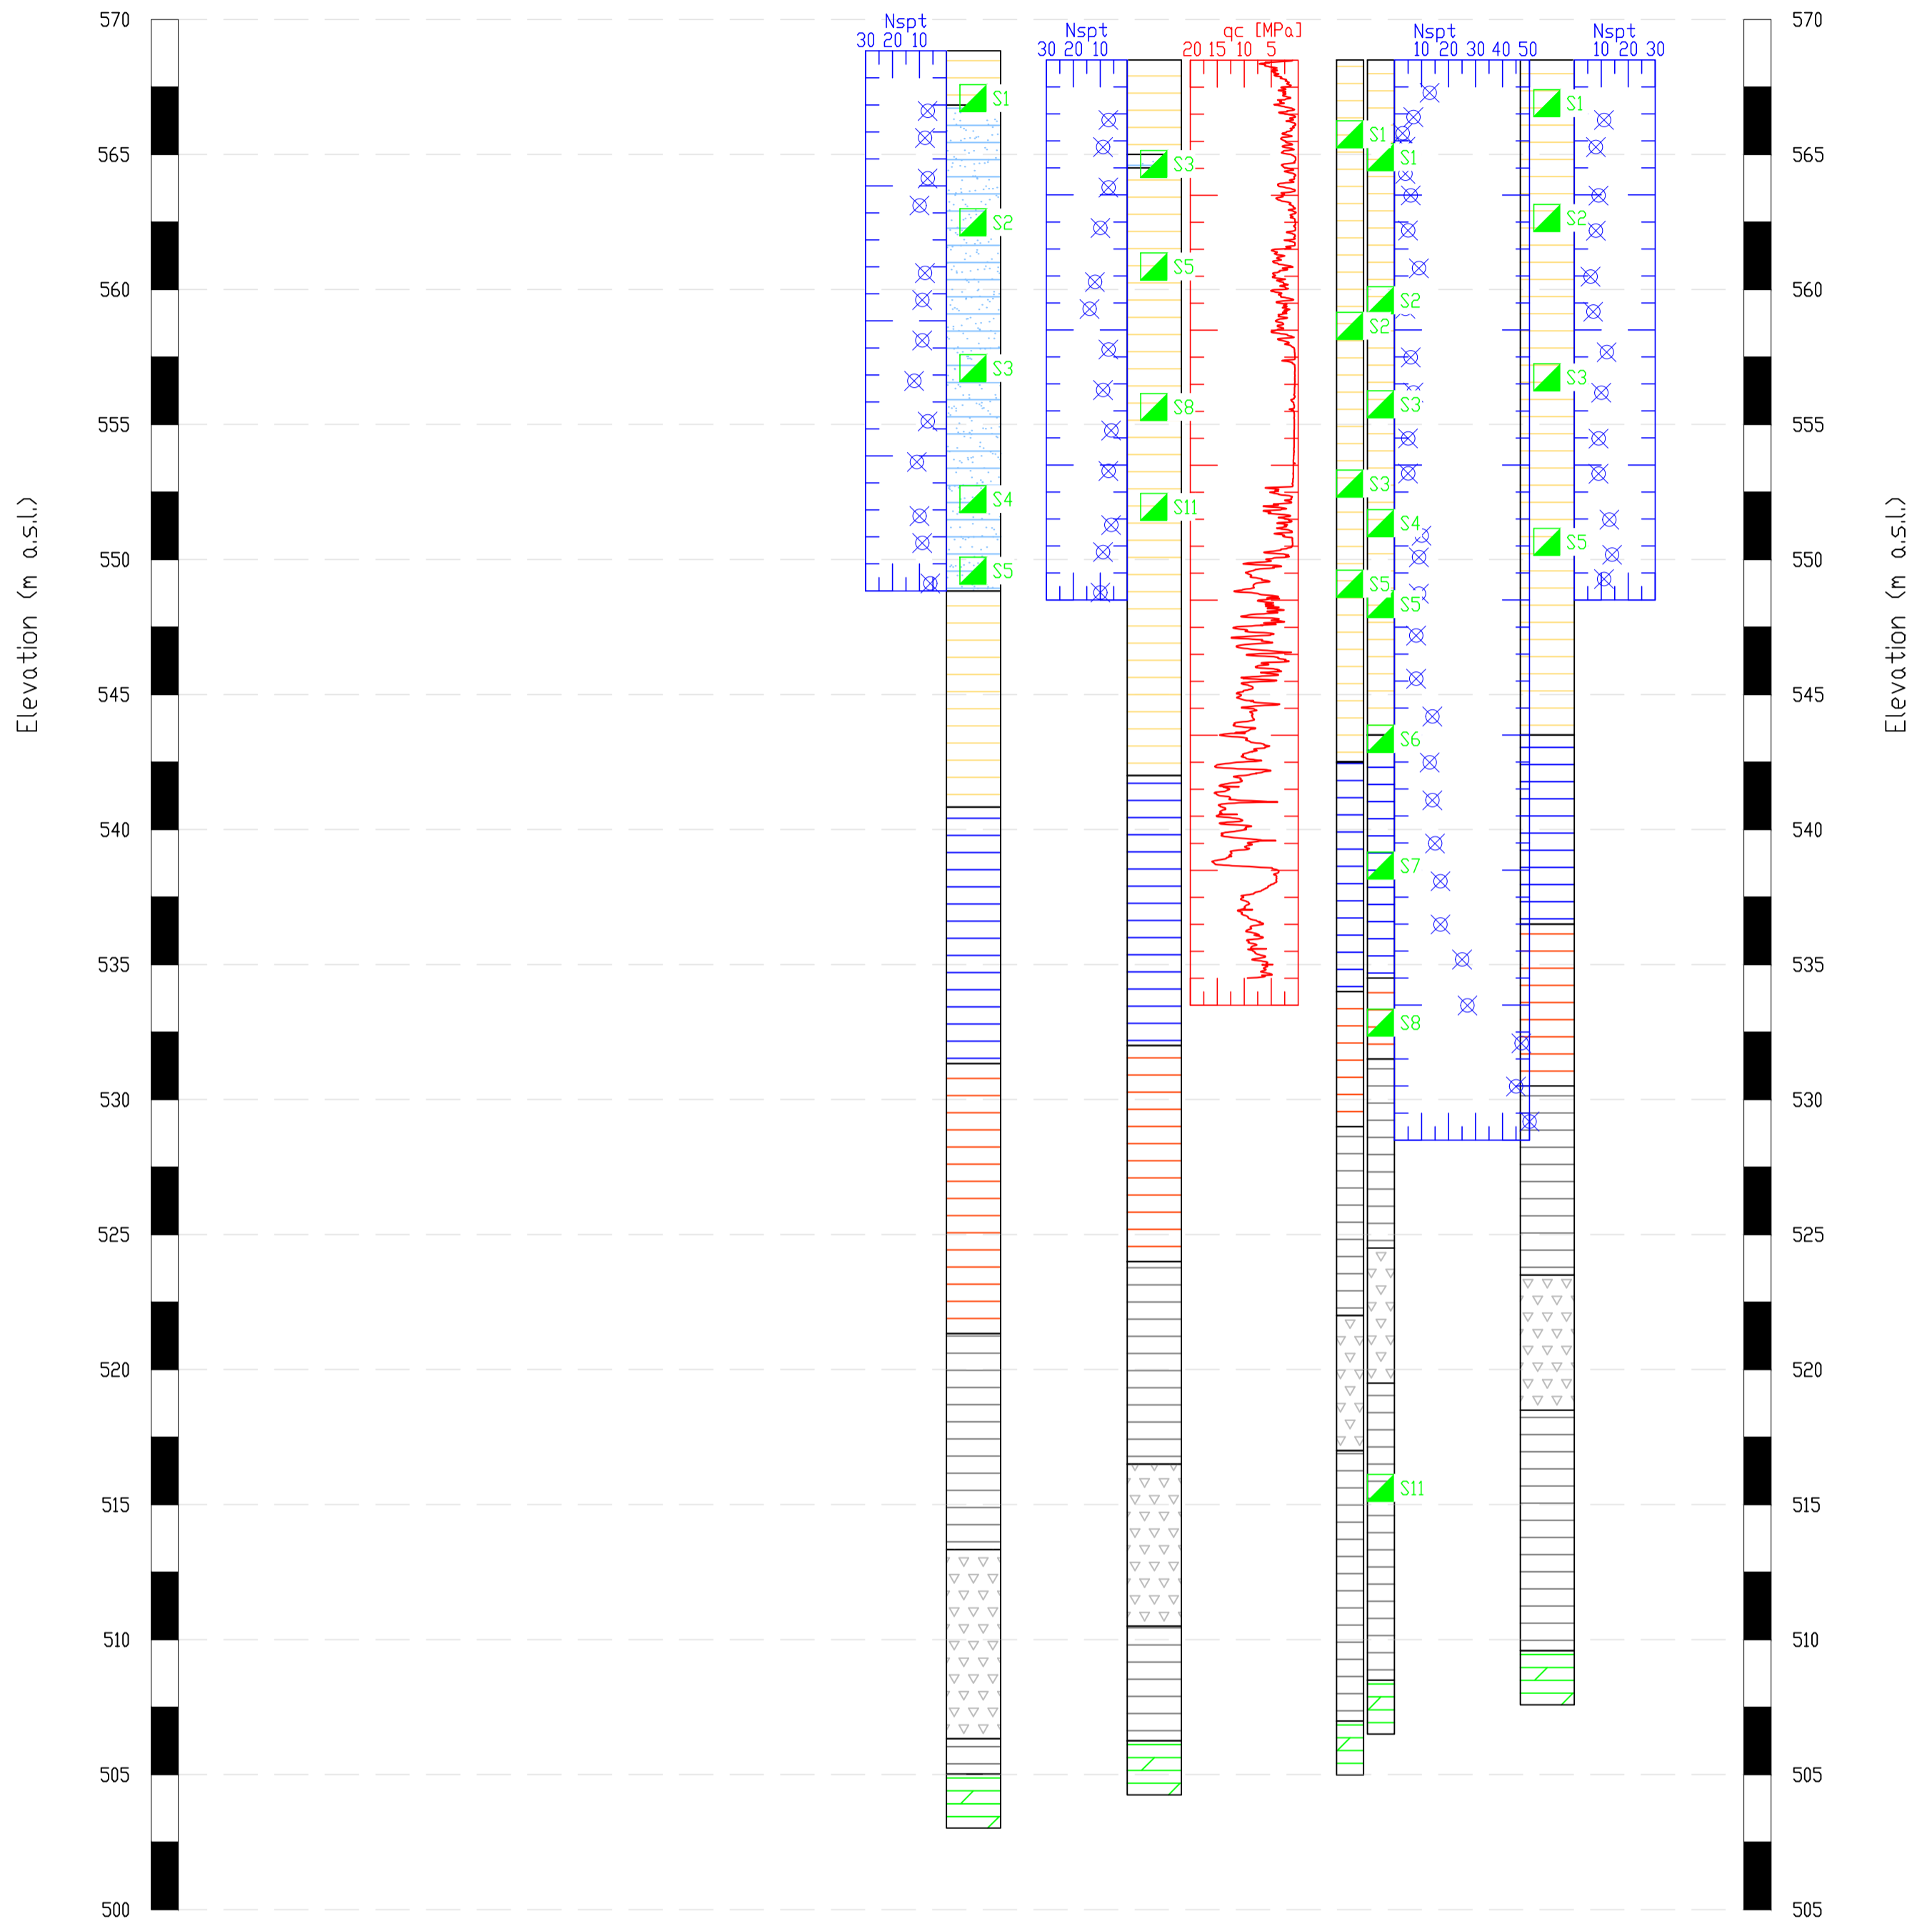 570
570
Nspt
30 20 10
Nspt
30 20 10
qc [MPa]
20 15 10 5
Nspt
10 20 30 40 50
Nspt
10 20 30
S1
S2
S3
S4
S5
S3
S5
S8
S11
S1
S2
S3
S5
S1
S2
S3
S4
S5
S6
S7
S8
S11
S1
S2
S3
S5
Elevation (m a.s.l.)
565
560
555
550
545
540
535
530
525
520
515
510
505
500
Elevation (m a.s.l.)
565
560
555
550
545
540
535
530
525
520
515
510
505
505